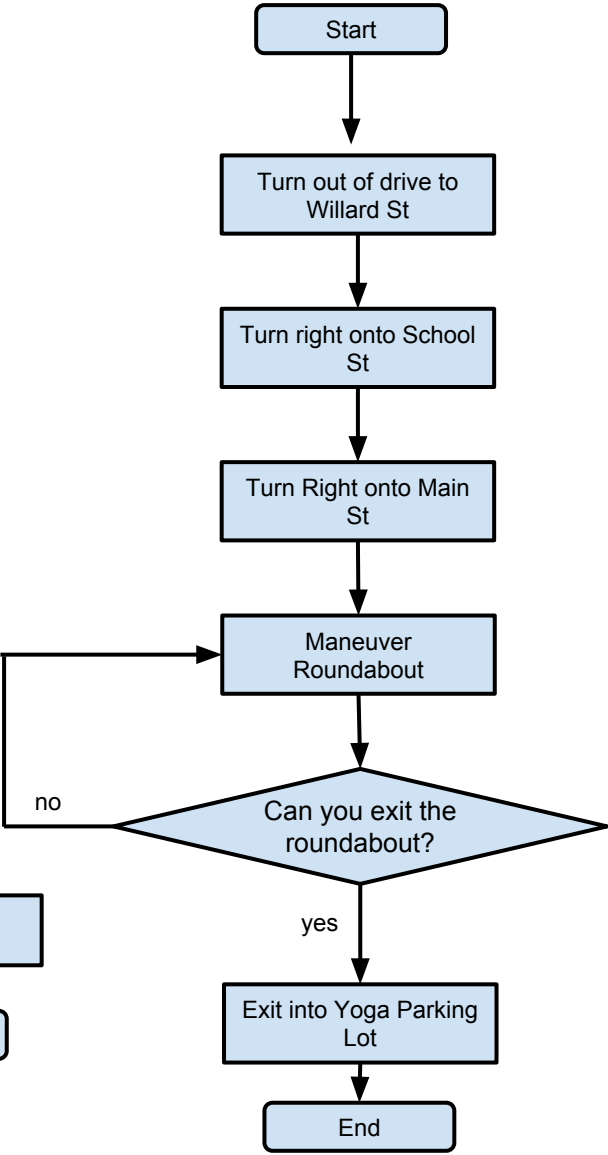 Start
Turn out of drive to
Willard St
Turn right onto School
St
Turn Right onto Main
St
Maneuver
Roundabout
no
Can you exit the
roundabout?
yes
Exit into Yoga Parking
Lot
End